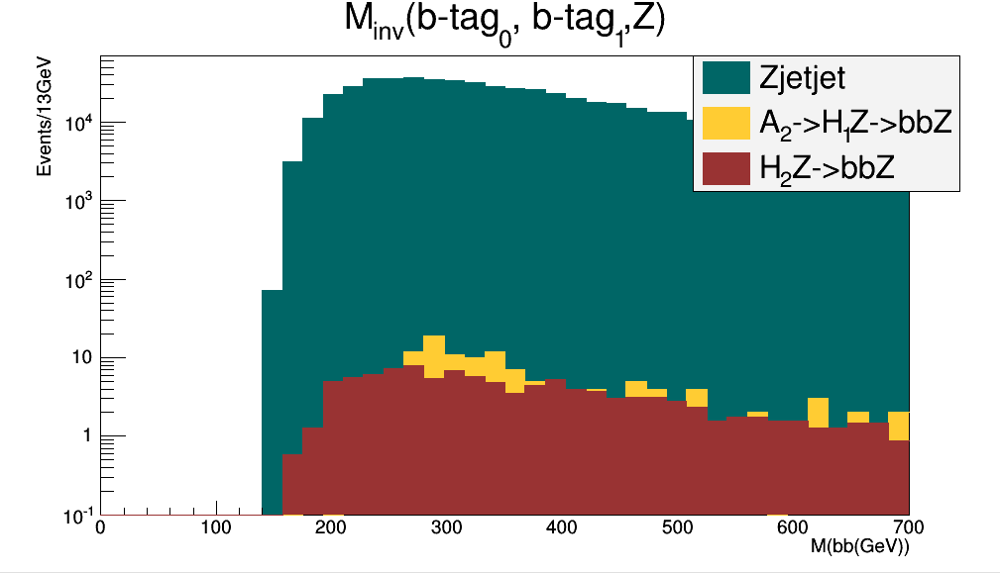 M_inv(b-tag_0, b-tag_1,Z)
Events/13GeV
Zjetjet
A_2->H_1Z->bbZ
H_2Z->bbZ
10^4
10^3
10^2
10
1
10^-1
0 100 200 300 400 500 600 700
M(bb(GeV))